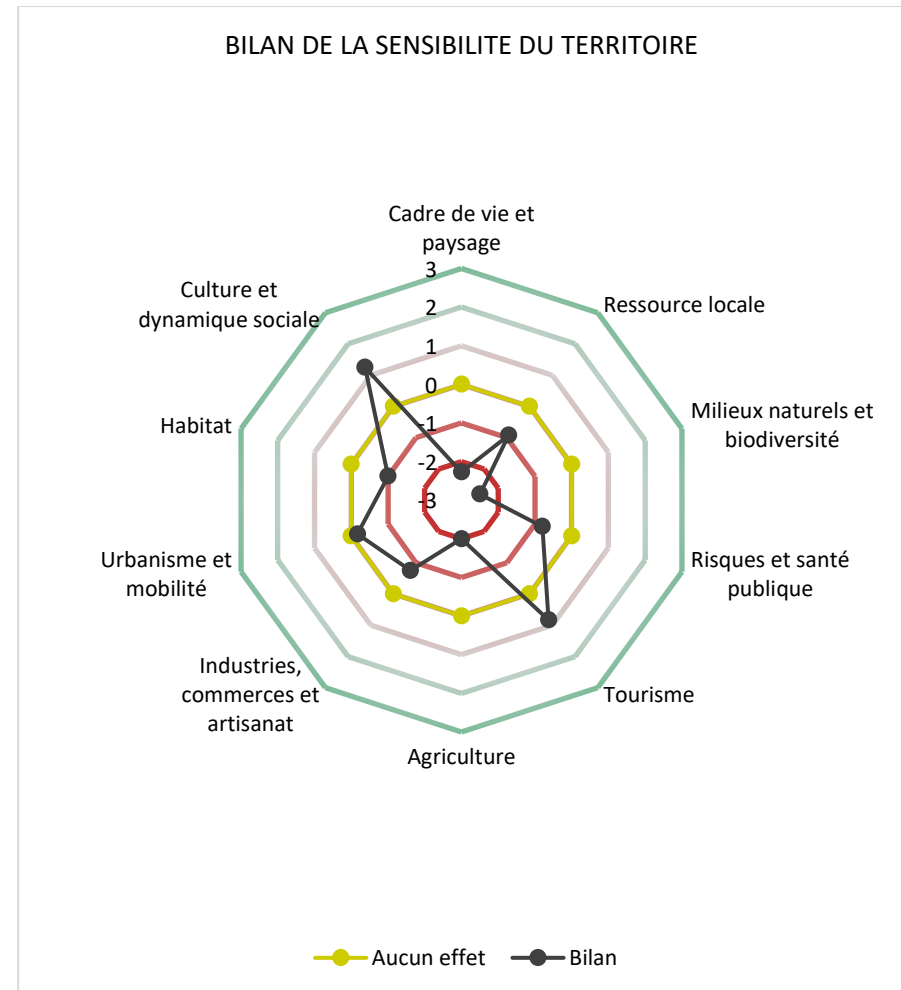 BILAN DE LA SENSIBILITE DU TERRITOIRE
Cadre de vie et
paysage
Ressource locale
Milieux naturels et
biodiversité
Risques et santé
publique
Tourisme
Agriculture
Industries,
commerces et
artisanat
Urbanisme et
mobilité
Habitat
Culture et
dynamique sociale
3
2
1
0
-1
-2
-3
Aucun effet
Bilan